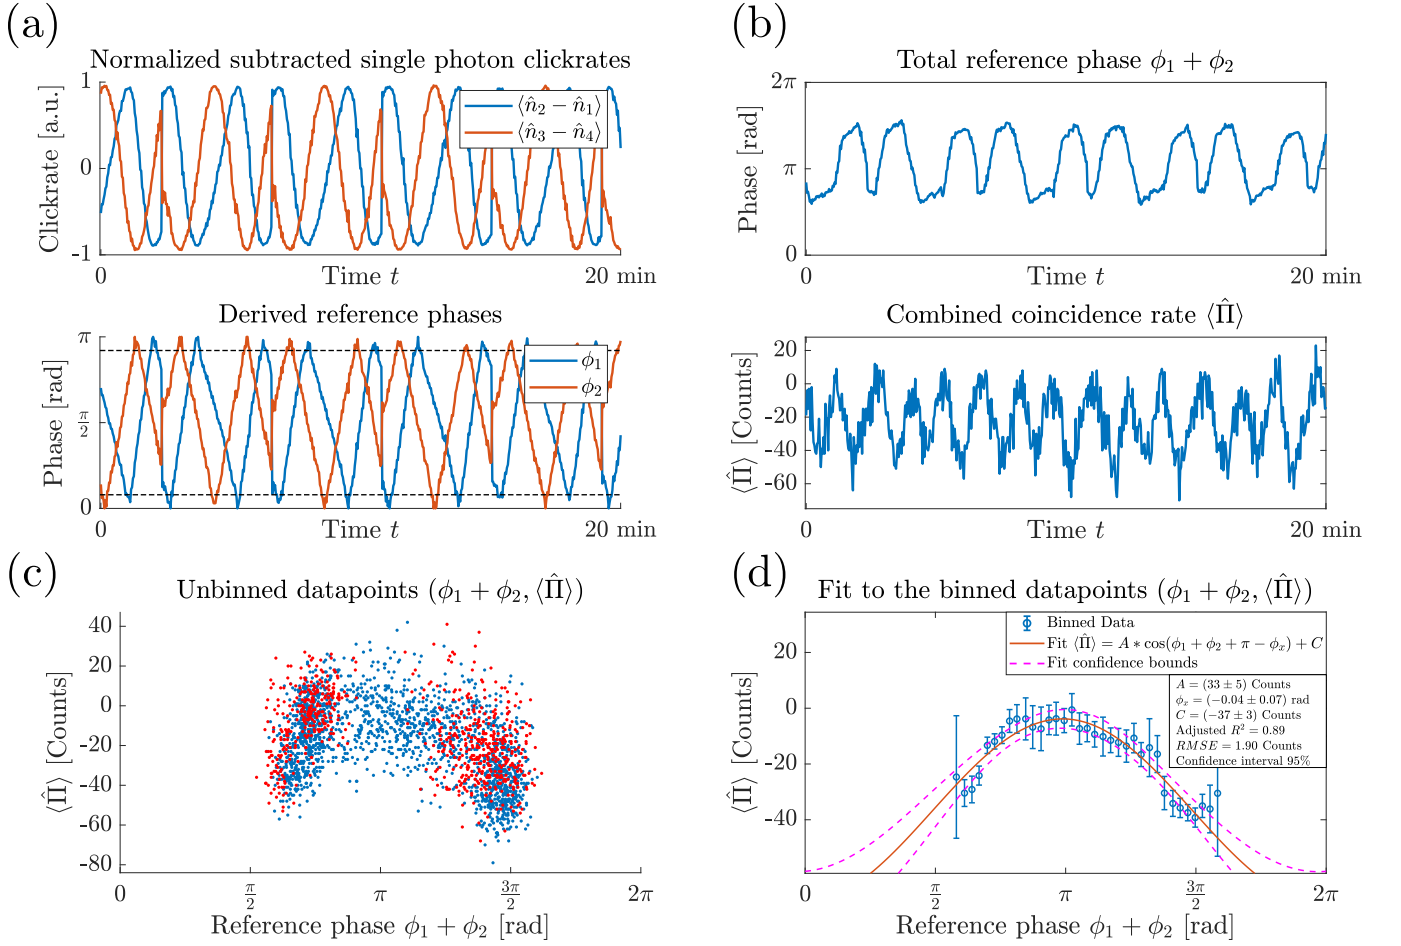 (a)
Normalized subtracted single photon clickrates
Clickrate [a.u.]
1
0
-1
⟨n̂₂ − n̂₁⟩
⟨n̂₃ − n̂₄⟩
0
Time t
20 min
Derived reference phases
Phase [rad]
π
π/2
0
ϕ₁
ϕ₂
0
Time t
20 min
(b)
Total reference phase ϕ₁ + ϕ₂
Phase [rad]
2π
π
0
0
Time t
20 min
Combined coincidence rate ⟨Π̂⟩
⟨Π̂⟩ [Counts]
20
0
-20
-40
-60
0
Time t
20 min
(c)
Unbinned datapoints (ϕ₁ + ϕ₂, ⟨Π̂⟩)
⟨Π̂⟩ [Counts]
40
20
0
-20
-40
-60
-80
0
π/2
π
3π/2
2π
Reference phase ϕ₁ + ϕ₂ [rad]
(d)
Fit to the binned datapoints (ϕ₁ + ϕ₂, ⟨Π̂⟩)
⟨Π̂⟩ [Counts]
20
0
-20
-40
Binned Data
Fit ⟨Π̂⟩ = A ∗ cos(ϕ₁ + ϕ₂ + π − ϕₓ) + C
Fit confidence bounds
A = (33 ± 5) Counts
ϕₓ = (−0.04 ± 0.07) rad
C = (−37 ± 3) Counts
Adjusted R² = 0.89
RMSE = 1.90 Counts
Confidence interval 95%
0
π/2
π
3π/2
2π
Reference phase ϕ₁ + ϕ₂ [rad]